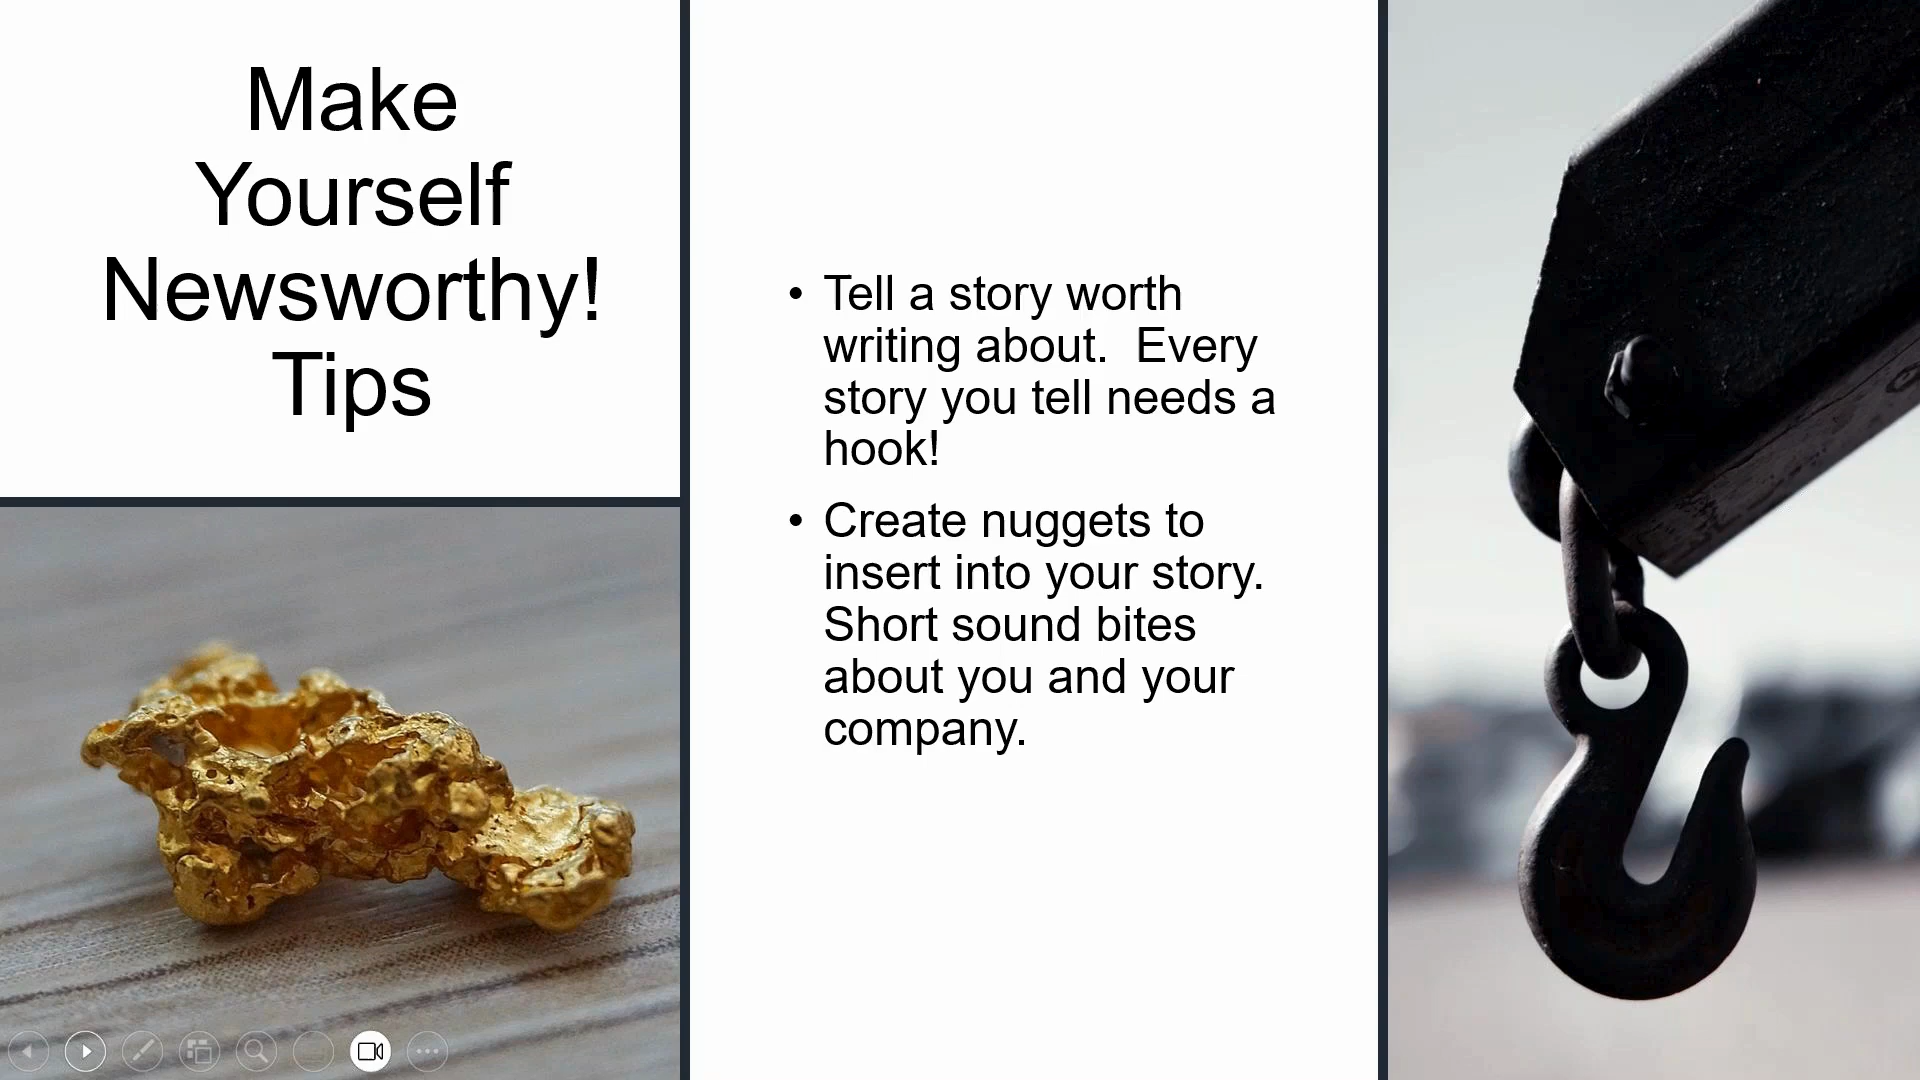 Make
Yourself
Newsworthy!
Tips
• Tell a story worth
writing about.  Every
story you tell needs a
hook!
• Create nuggets to
insert into your story.
Short sound bites
about you and your
company.